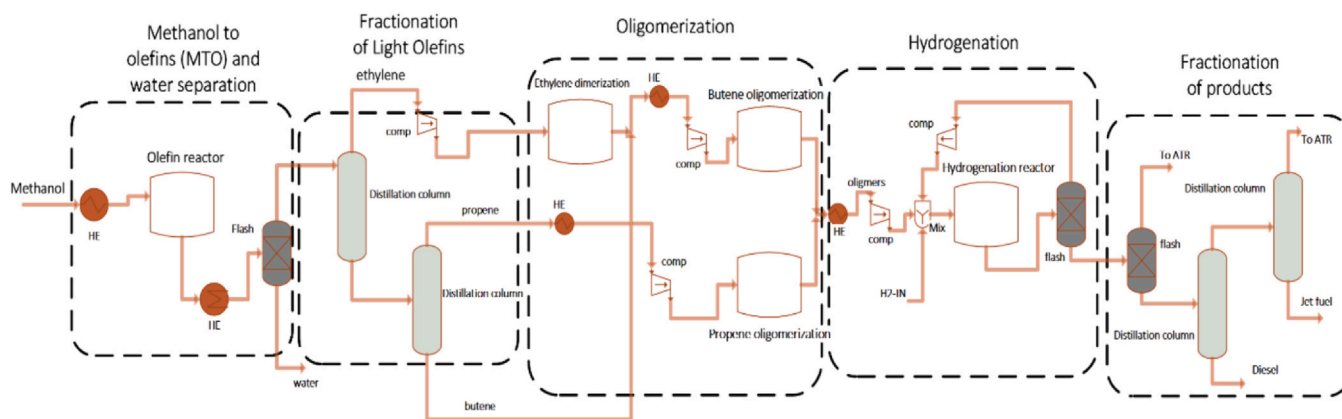 Methanol to
olefins (MTO) and
water separation
Methanol
HE
Olefin reactor
HE
Flash
water
Fractionation
of Light Olefins
ethylene
comp
Distillation column
propene
Distillation column
butene
Oligomerization
Ethylene dimerization
HE
comp
Butene oligomerization
HE
comp
Propene oligomerization
Hydrogenation
HE
oligmers
comp
Mix
H2-IN
comp
Hydrogenation reactor
flash
Fractionation
of products
To ATR
flash
Distillation column
Diesel
Distillation column
To ATR
Jet fuel